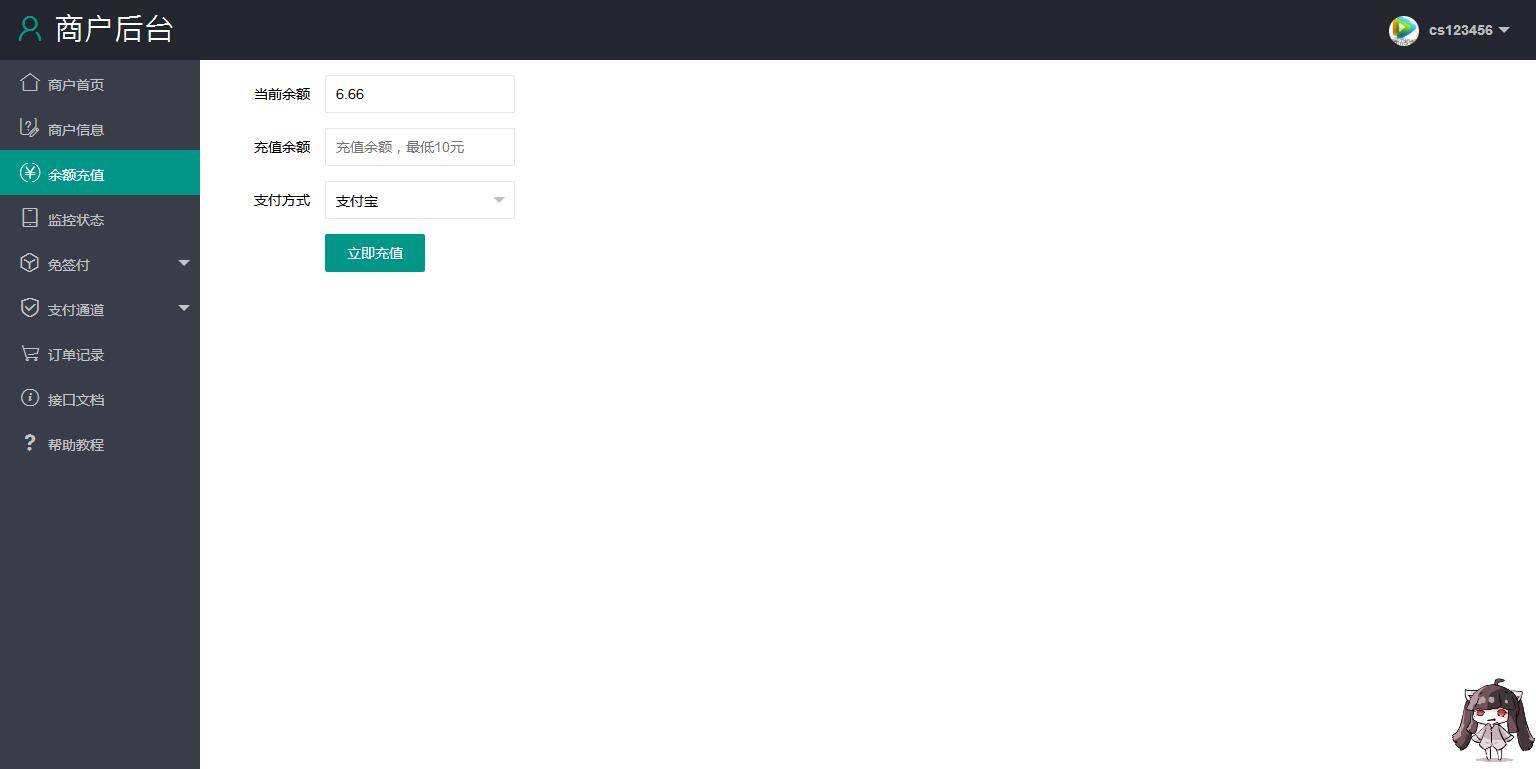 商户后台
cs123456
商户首页
商户信息
余额充值
监控状态
免签付
支付通道
订单记录
接口文档
帮助教程
当前余额 6.66
充值余额 充值余额，最低10元
支付方式 支付宝
立即充值